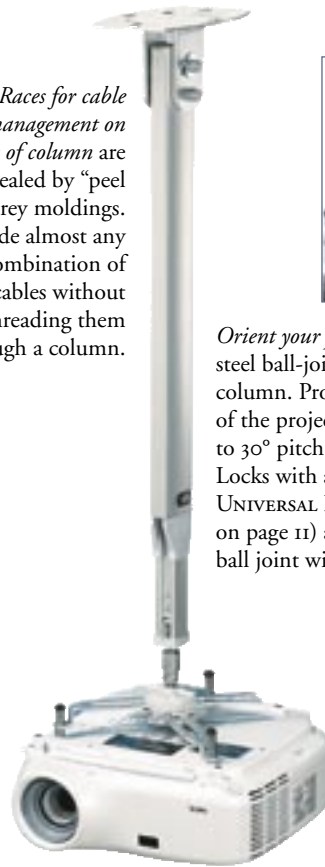 Races for cable
management on
of column are
sealed by “peel
grey moldings.
de almost any
ombination of
cables without
hreading them
ugh a column.
Orient your
steel ball-joi
column. Pro
of the projec
to 30° pitch
Locks with a
UNIVERSAL
on page 11) a
ball joint wi